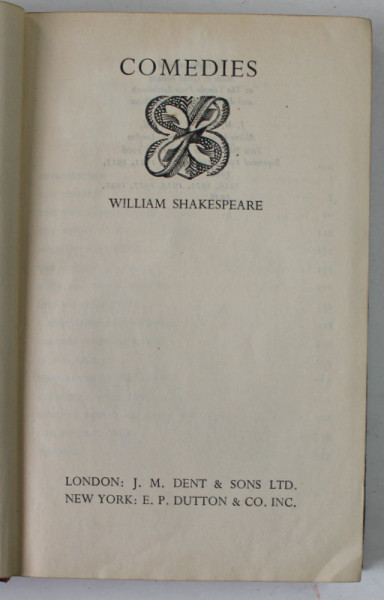 COMEDIES
WILLIAM SHAKESPEARE
LONDON: J. M. DENT & SONS LTD.
NEW YORK: E. P. DUTTON & CO. INC.